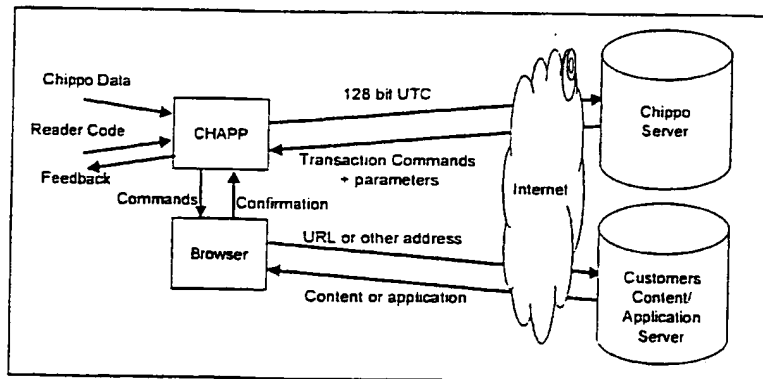 Chippo Data
Reader Code
Feedback
CHAPP
128 bit UTC
Transaction Commands
+ parameters
Commands
Confirmation
Browser
URL or other address
Content or application
Internet
Chippo
Server
Customers
Content/
Application
Server